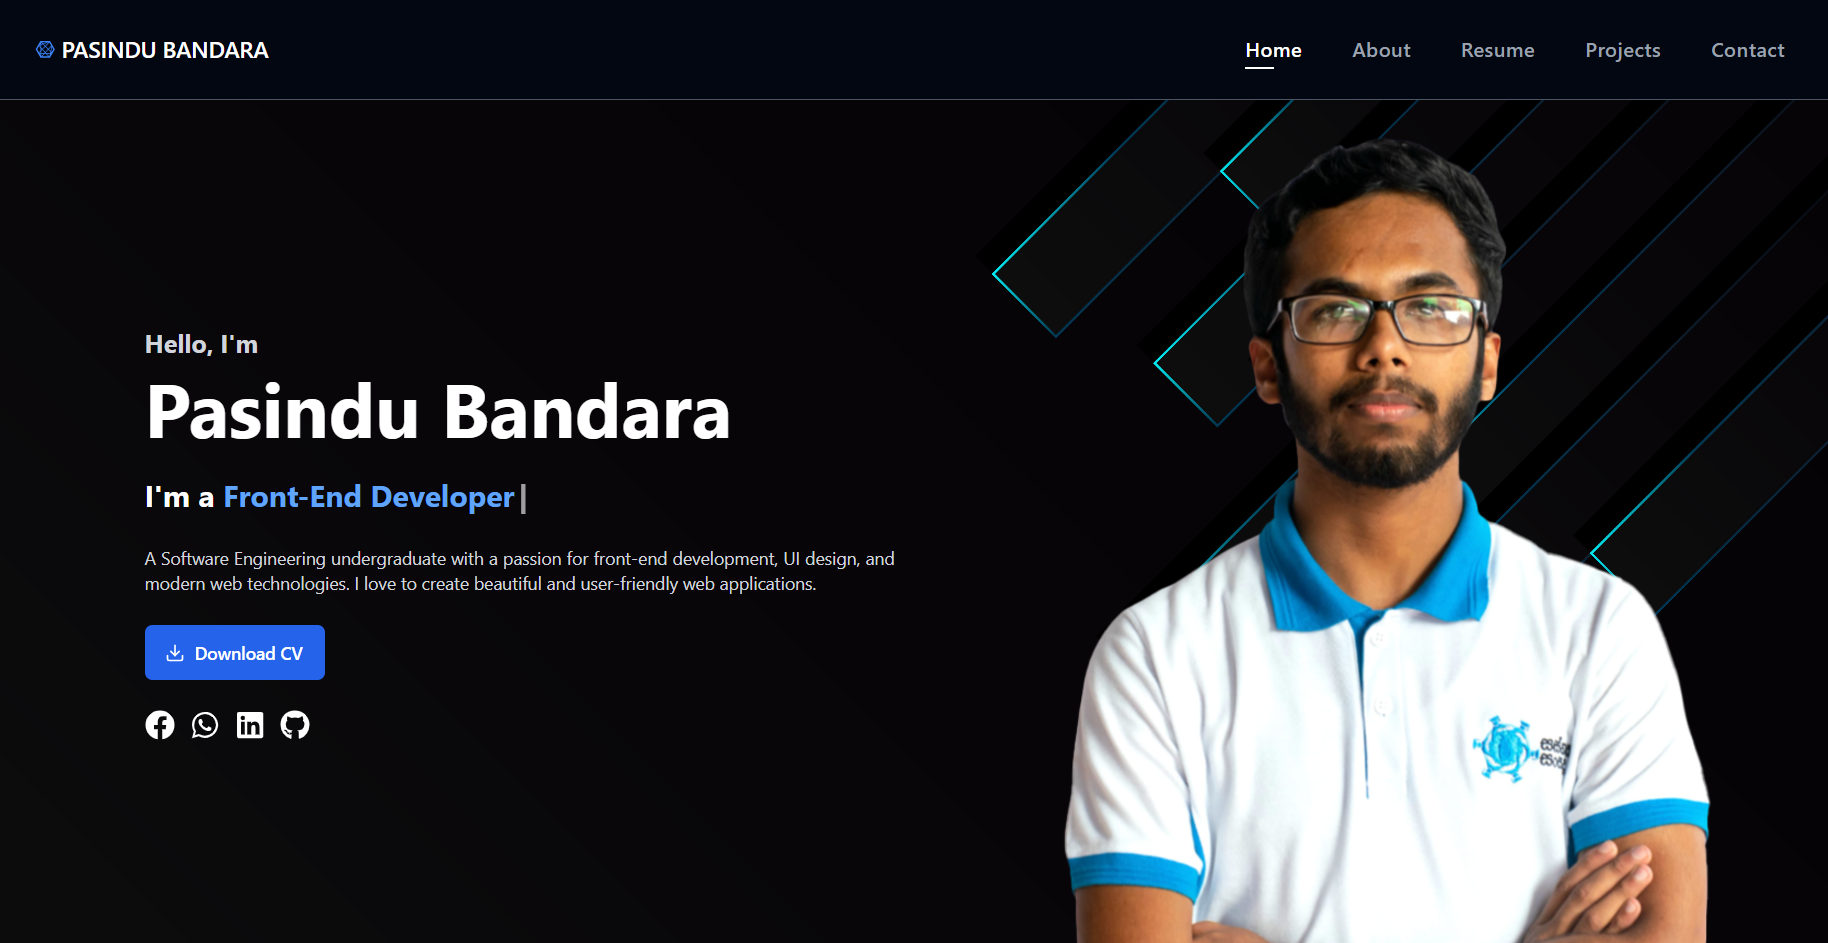 PASINDU BANDARA
Home
About
Resume
Projects
Contact
Hello, I'm
Pasindu Bandara
I'm a Front-End Developer
A Software Engineering undergraduate with a passion for front-end development, UI design, and
modern web technologies. I love to create beautiful and user-friendly web applications.
Download CV